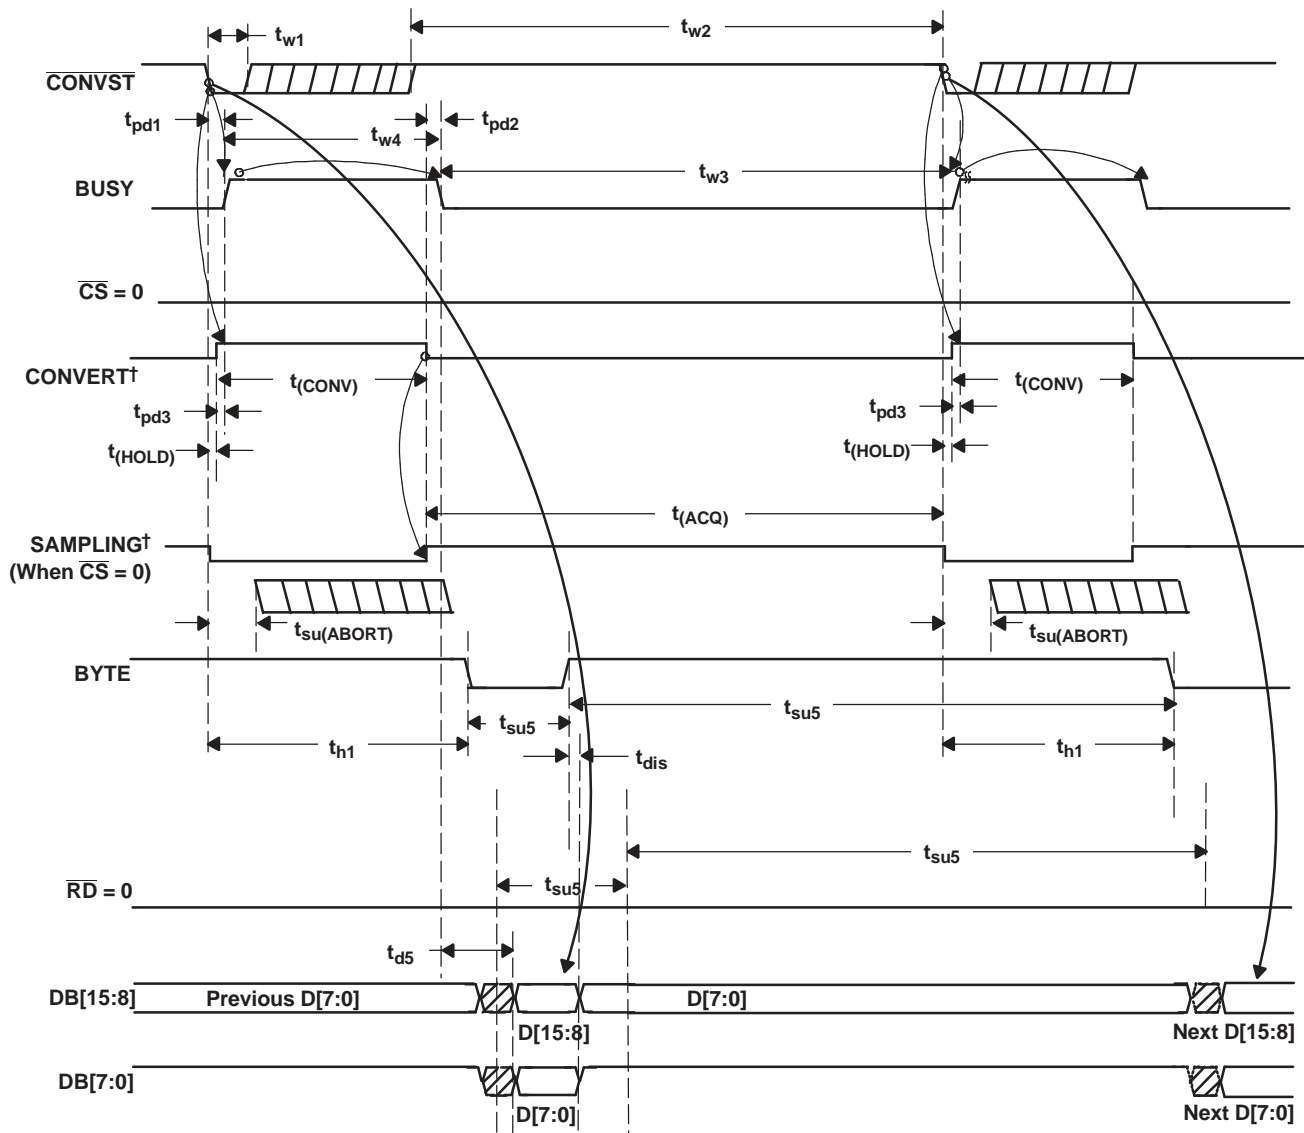 tw1
tw2
CONVST
tpd1
tw4
tpd2
BUSY
tw3
CS = 0
CONVERT†
t(CONV)
t(CONV)
tpd3
tpd3
t(HOLD)
t(HOLD)
t(ACQ)
SAMPLING†
(When CS = 0)
tsu(ABORT)
tsu(ABORT)
BYTE
tsu5
tsu5
th1
tdis
th1
tsu5
tsu5
RD = 0
td5
DB[15:8]
Previous D[7:0]
D[7:0]
D[15:8]
Next D[15:8]
DB[7:0]
D[7:0]
Next D[7:0]